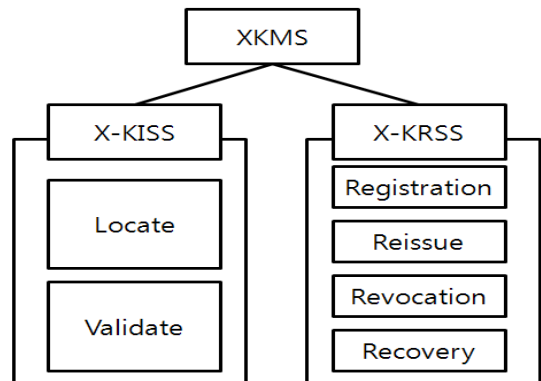 XKMS
X-KISS
X-KRSS
Locate
Validate
Registration
Reissue
Revocation
Recovery